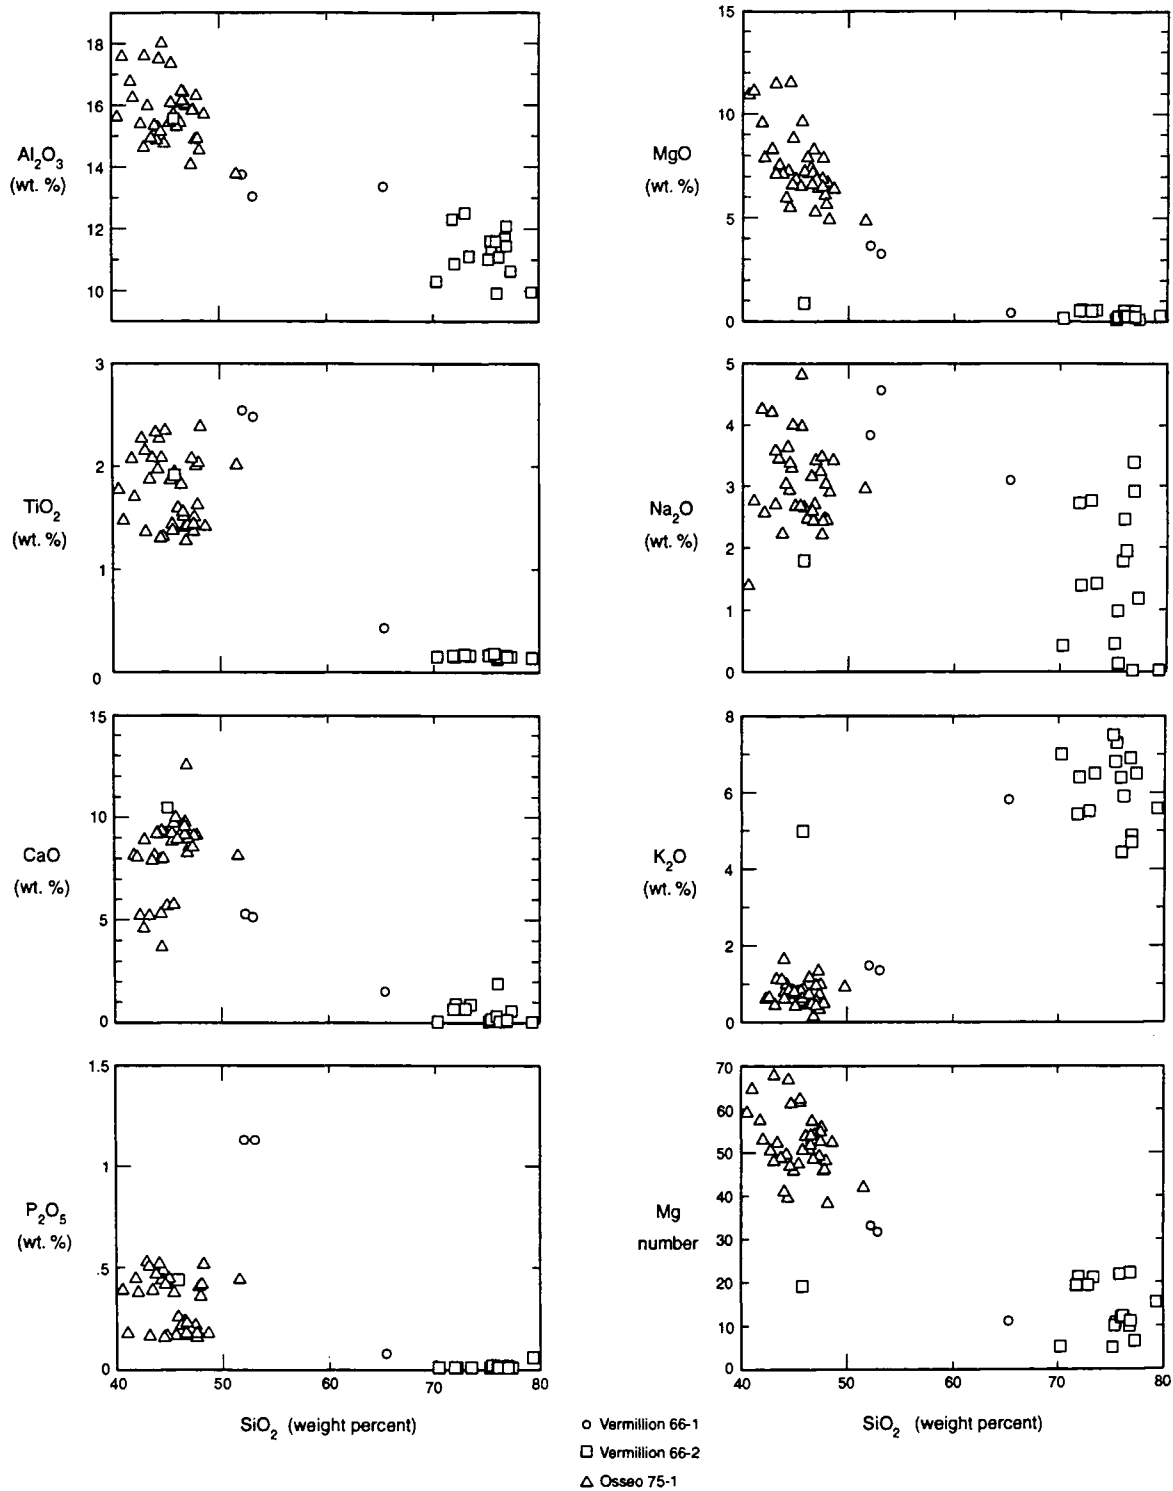 18
16
Al2O3
(wt. %)
14
12
10
15
10
MgO
(wt. %)
5
0
3
2
TiO2
(wt. %)
1
0
5
4
3
Na2O
(wt. %)
2
1
0
15
10
CaO
(wt. %)
5
0
8
6
K2O
(wt. %)
4
2
0
1.5
1
P2O5
(wt. %)
.5
0
40 50 60 70 80
SiO2 (weight percent)
70
60
50
40
Mg
number
30
20
10
0
40 50 60 70 80
SiO2 (weight percent)
Vermillion 66-1
Vermillion 66-2
Osseo 75-1